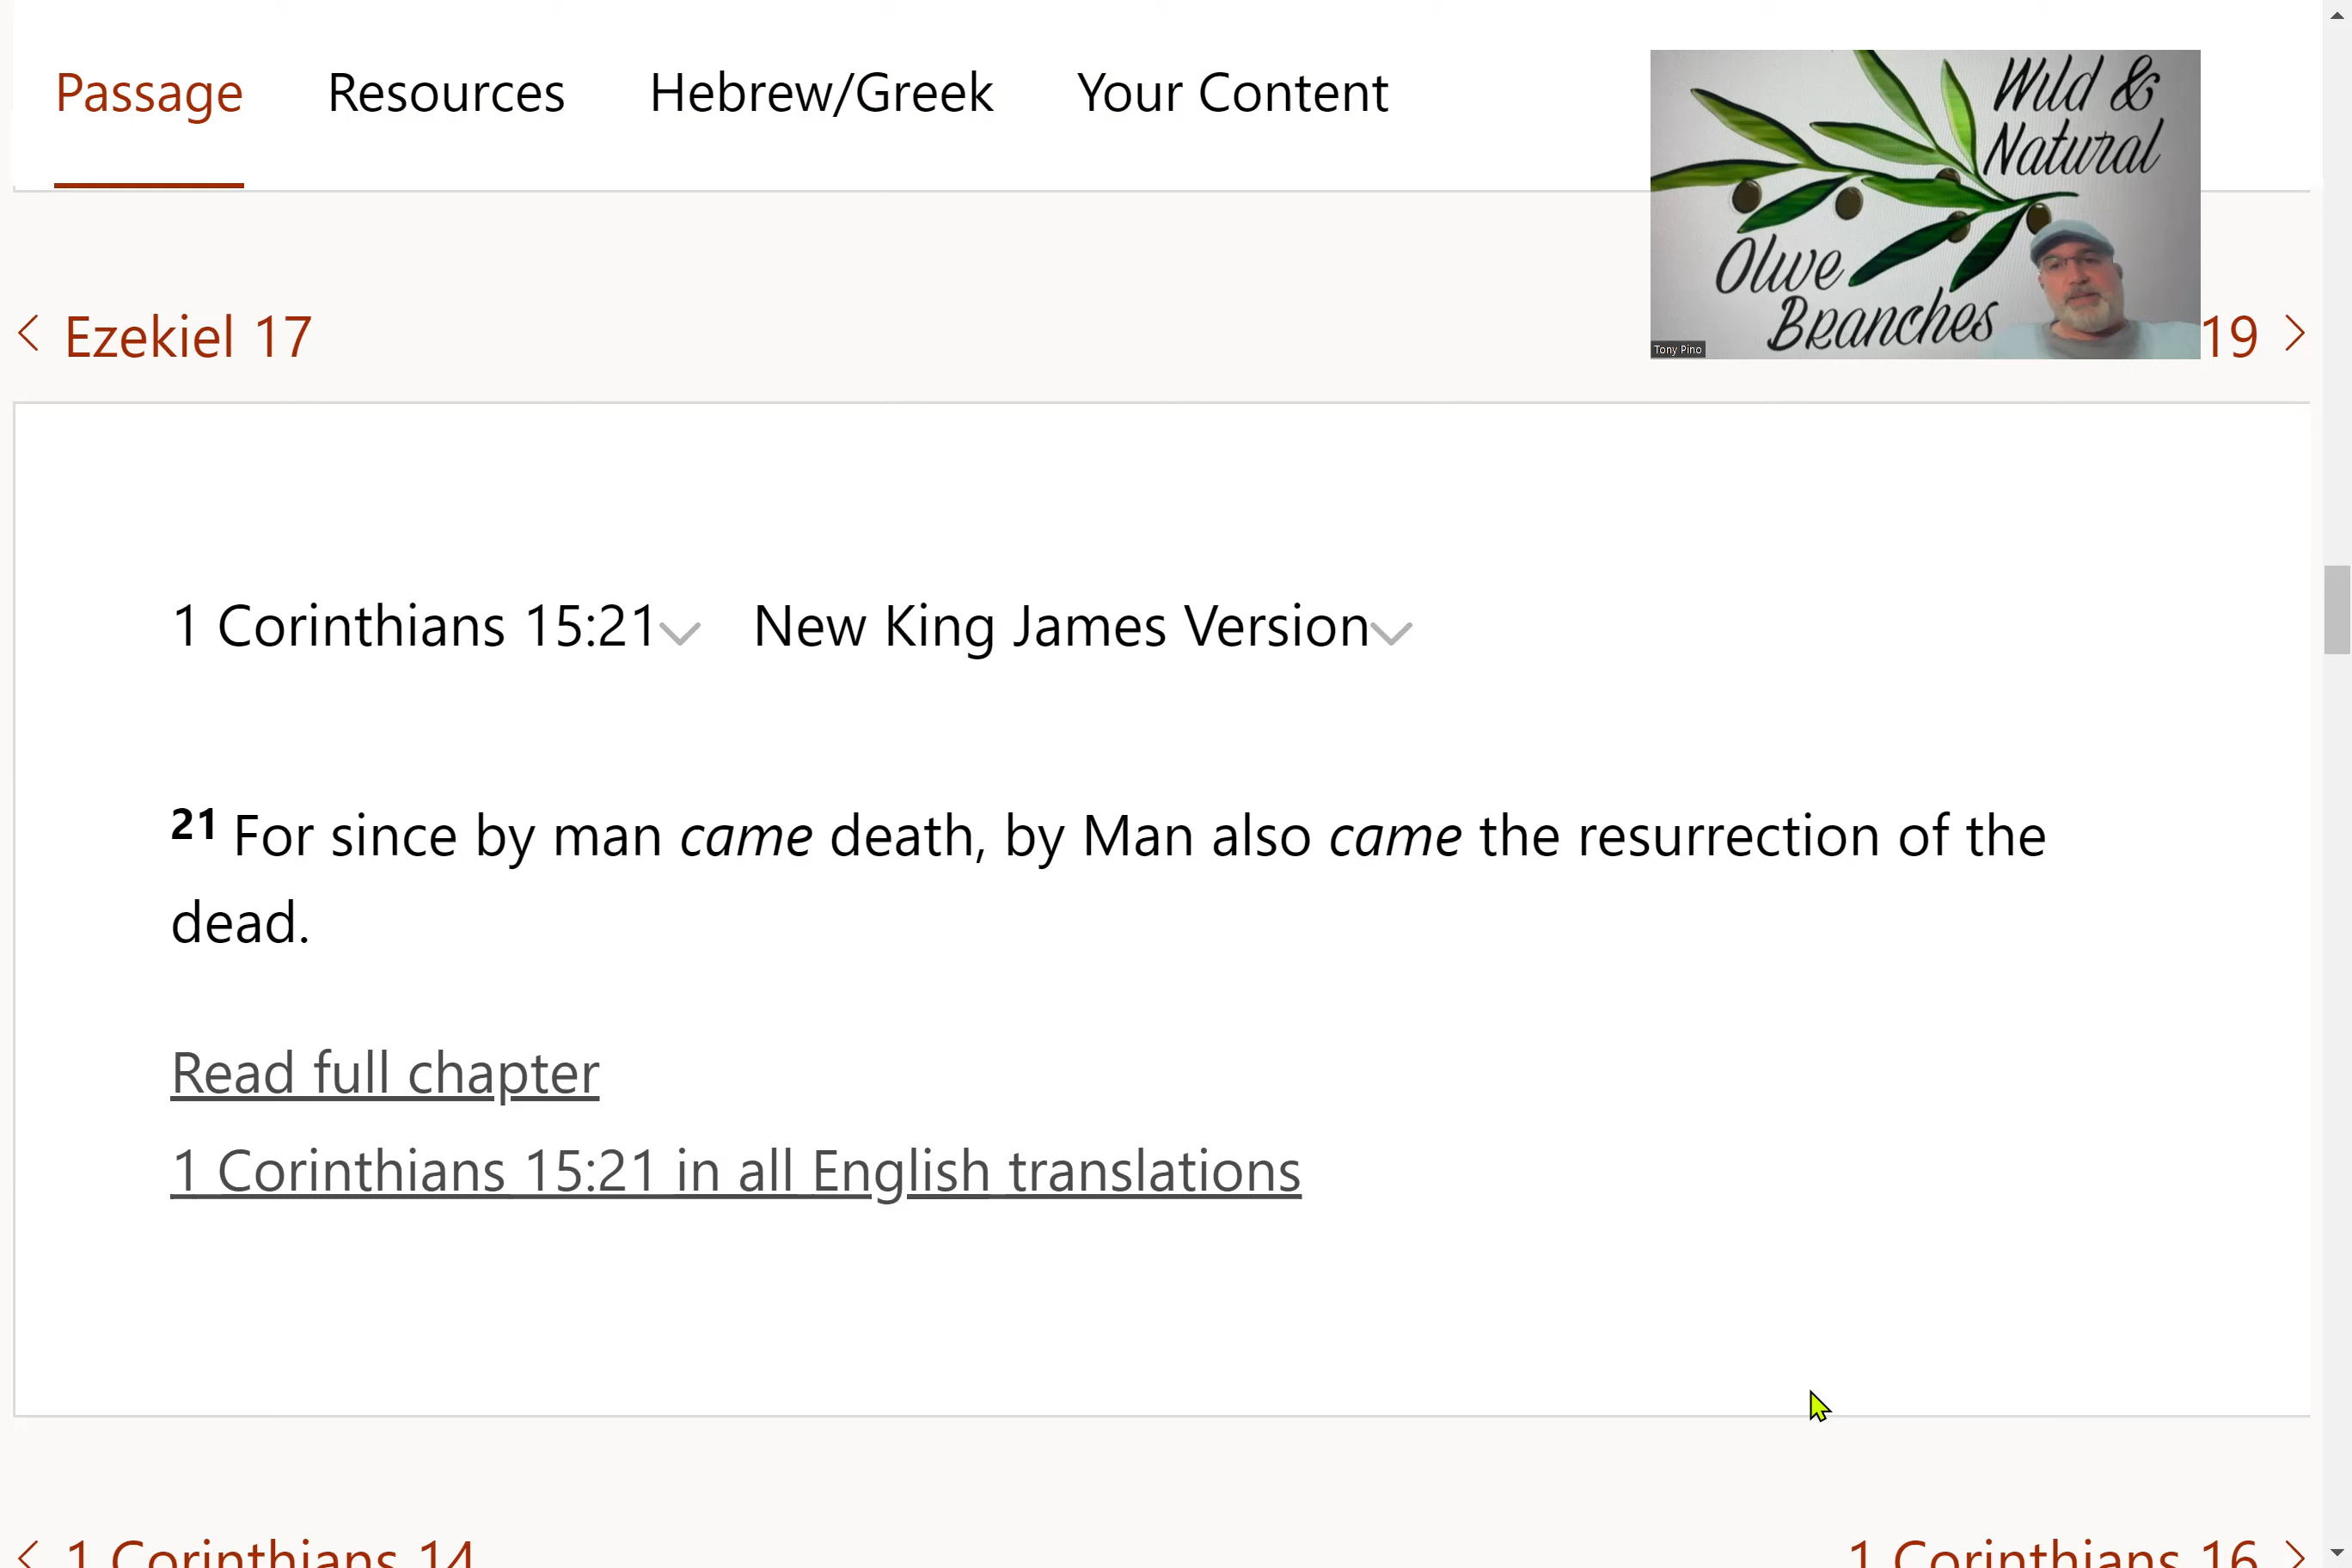 Passage Resources Hebrew/Greek Your Content
Wild &
Natural
Olive
Branches
Tony Pino
Ezekiel 17
19
1 Corinthians 15:21 New King James Version
21 For since by man came death, by Man also came the resurrection of the
dead.
Read full chapter
1 Corinthians 15:21 in all English translations
1 Corinthians 14
1 Corinthians 16